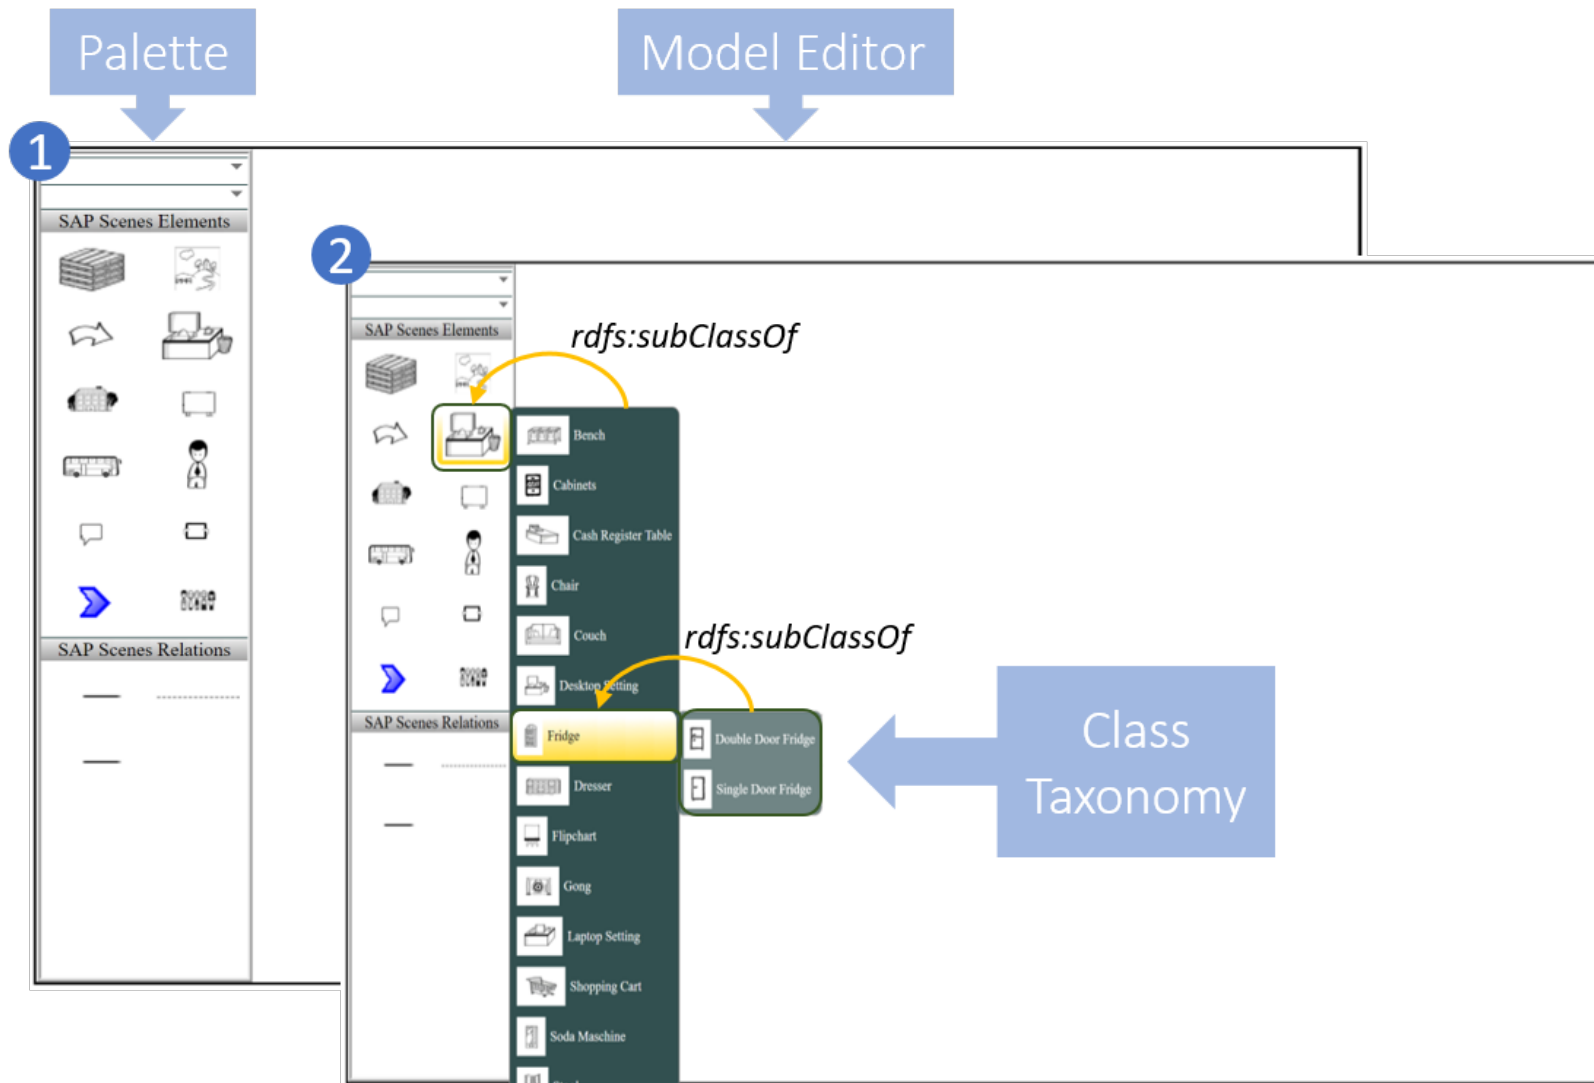 Palette
Model Editor
1
SAP Scenes Elements
SAP Scenes Relations
2
SAP Scenes Elements
rdfs:subClassOf
Bench
Cabinets
Cash Register Table
Chair
Couch
Desktop Setting
Fridge
Dresser
Flipchart
Gong
Laptop Setting
Shopping Cart
Soda Maschine
SAP Scenes Relations
rdfs:subClassOf
Double Door Fridge
Single Door Fridge
Class
Taxonomy